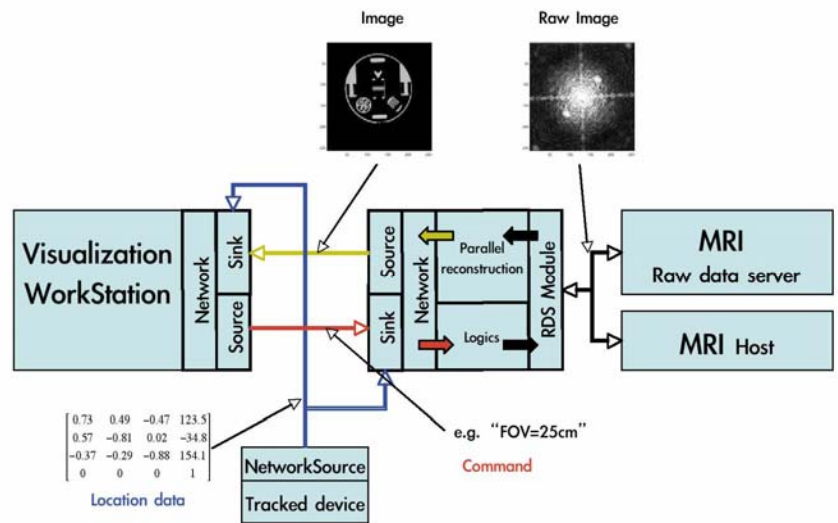 Image
Raw Image
Visualization
WorkStation
Network
Sink
Source
Source
Sink
Network
Parallel
reconstruction
Logics
RDS Module
MRI
Raw data server
MRI Host
0.73 0.49 -0.47 123.5
0.57 -0.81 0.02 -34.8
-0.37 -0.29 -0.88 154.1
0 0 0 1
Location data
NetworkSource
Tracked device
e.g. "FOV=25cm"
Command